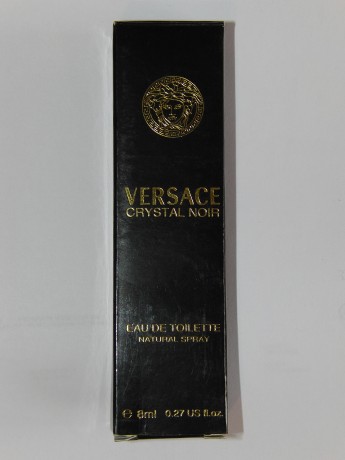 VERSACE
CRYSTAL NOIR
EAU DE TOILETTE
NATURAL SPRAY
℮ 8ml 0.27 US fl.oz.